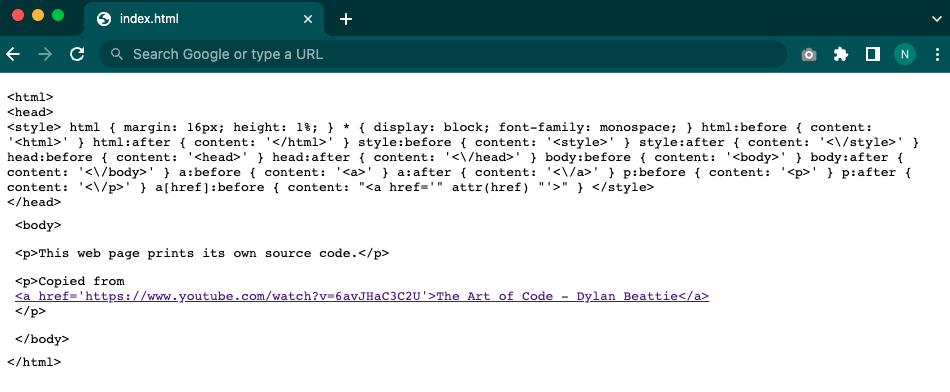 index.html
Search Google or type a URL
N
<html>
<head>
<style> html { margin: 16px; height: 1%; } * { display: block; font-family: monospace; } html:before { content:
'<html>' } html:after { content: '</html>' } style:before { content: '<style>' } style:after { content: '<\/style>' }
head:before { content: '<head>' } head:after { content: '<\/head>' } body:before { content: '<body>' } body:after {
content: '<\/body>' } a:before { content: '<a>' } a:after { content: '<\/a>' } p:before { content: '<p>' } p:after {
content: '<\/p>' } a[href]:before { content: "<a href='" attr(href) "'>" } </style>
</head>
<body>
<p>This web page prints its own source code.</p>
<p>Copied from
<a href='https://www.youtube.com/watch?v=6avJHaC3C2U'>The Art of Code - Dylan Beattie</a>
</p>
</body>
</html>